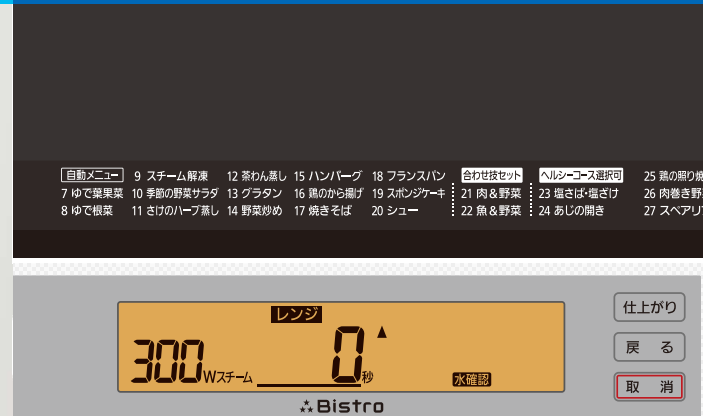 自動メニュー 9 スチーム解凍 12 茶わん蒸し 15 ハンバーグ 18 フランスパン 合わせ技セット ヘルシーコース選択可 25 鶏の照り焼
7 ゆで葉果菜 10 季節の野菜サラダ 13 グラタン 16 鶏のから揚げ 19 スポンジケーキ 21 肉&野菜 23 塩さば・塩ざけ 26 肉巻き野
8 ゆで根菜 11 さけのハーブ蒸し 14 野菜炒め 17 焼きそば 20 シュー 22 魚&野菜 24 あじの開き 27 スペアリ
仕上がり
レンジ
300Wスチーム 0秒 水確認
戻る
取消
Bistro